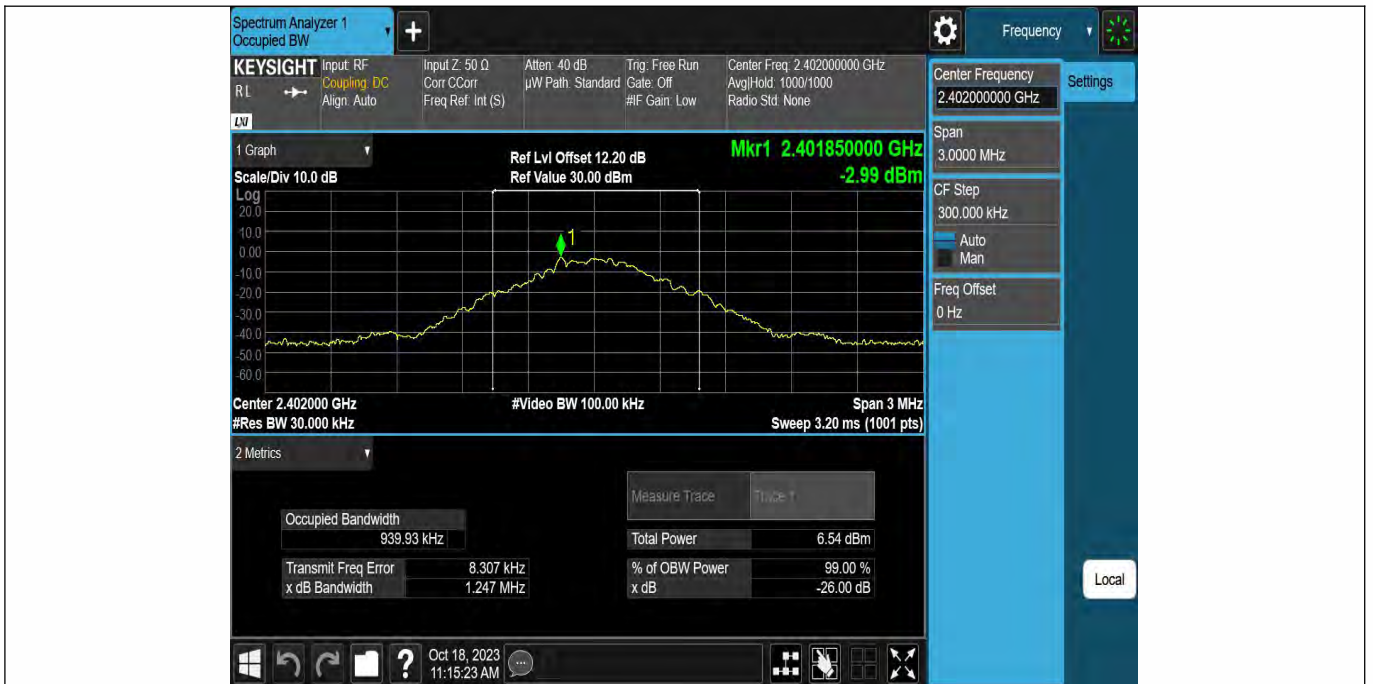 Spectrum Analyzer 1
Occupied BW
+
Frequency
KEYSIGHT
RL
LXI
Input: RF
Coupling: DC
Align: Auto
Input Z: 50 Ω
Corr CCorr
Freq Ref: Int (S)
Atten: 40 dB
µW Path: Standard
Trig: Free Run
Gate: Off
#IF Gain: Low
Center Freq: 2.402000000 GHz
Avg|Hold: 1000/1000
Radio Std: None
Center Frequency
2.402000000 GHz
Settings
Span
3.0000 MHz
CF Step
300.000 kHz
Auto
Man
Freq Offset
0 Hz
1 Graph
Scale/Div 10.0 dB
Ref Lvl Offset 12.20 dB
Ref Value 30.00 dBm
Mkr1 2.401850000 GHz
-2.99 dBm
Log
20.0
10.0
0.00
-10.0
-20.0
-30.0
-40.0
-50.0
-60.0
1
Center 2.402000 GHz
#Video BW 100.00 kHz
Span 3 MHz
#Res BW 30.000 kHz
Sweep 3.20 ms (1001 pts)
2 Metrics
Measure Trace
Trace 1
Occupied Bandwidth
939.93 kHz
Total Power
6.54 dBm
Transmit Freq Error
8.307 kHz
% of OBW Power
99.00 %
x dB Bandwidth
1.247 MHz
x dB
-26.00 dB
Local
?
Oct 18, 2023
11:15:23 AM